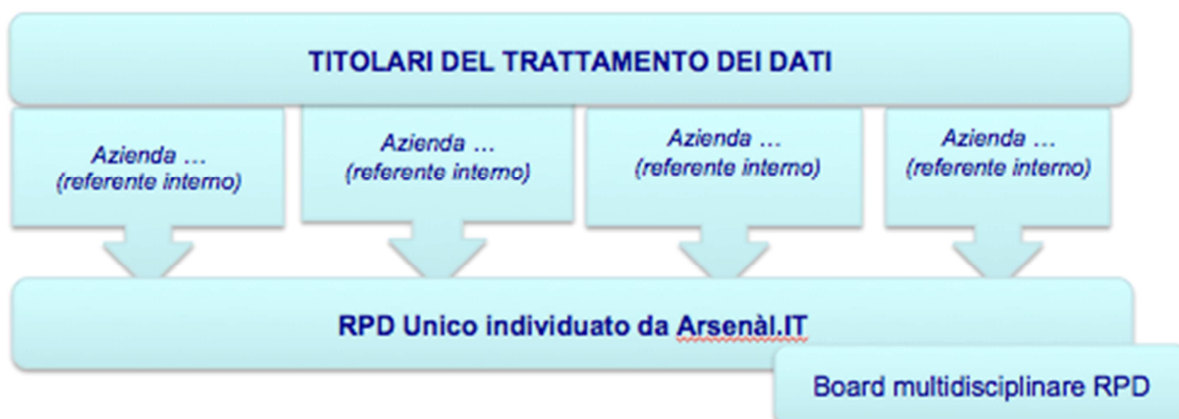 TITOLARI DEL TRATTAMENTO DEI DATI
Azienda …
(referente interno)
Azienda …
(referente interno)
Azienda …
(referente interno)
Azienda …
(referente interno)
RPD Unico individuato da Arsenàl.IT
Board multidisciplinare RPD